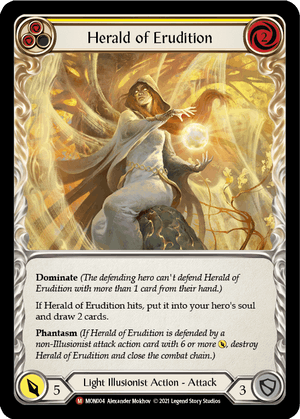 Herald of Erudition
2
Dominate (The defending hero can't defend Herald of
Erudition with more than 1 card from their hand.)
If Herald of Erudition hits, put it into your hero's soul
and draw 2 cards.
Phantasm (If Herald of Erudition is defended by a
non-Illusionist attack action card with 6 or more , destroy
Herald of Erudition and close the combat chain.)
5
Light Illusionist Action - Attack
3
M MON004 Alexander Mokhov © 2021 Legend Story Studios